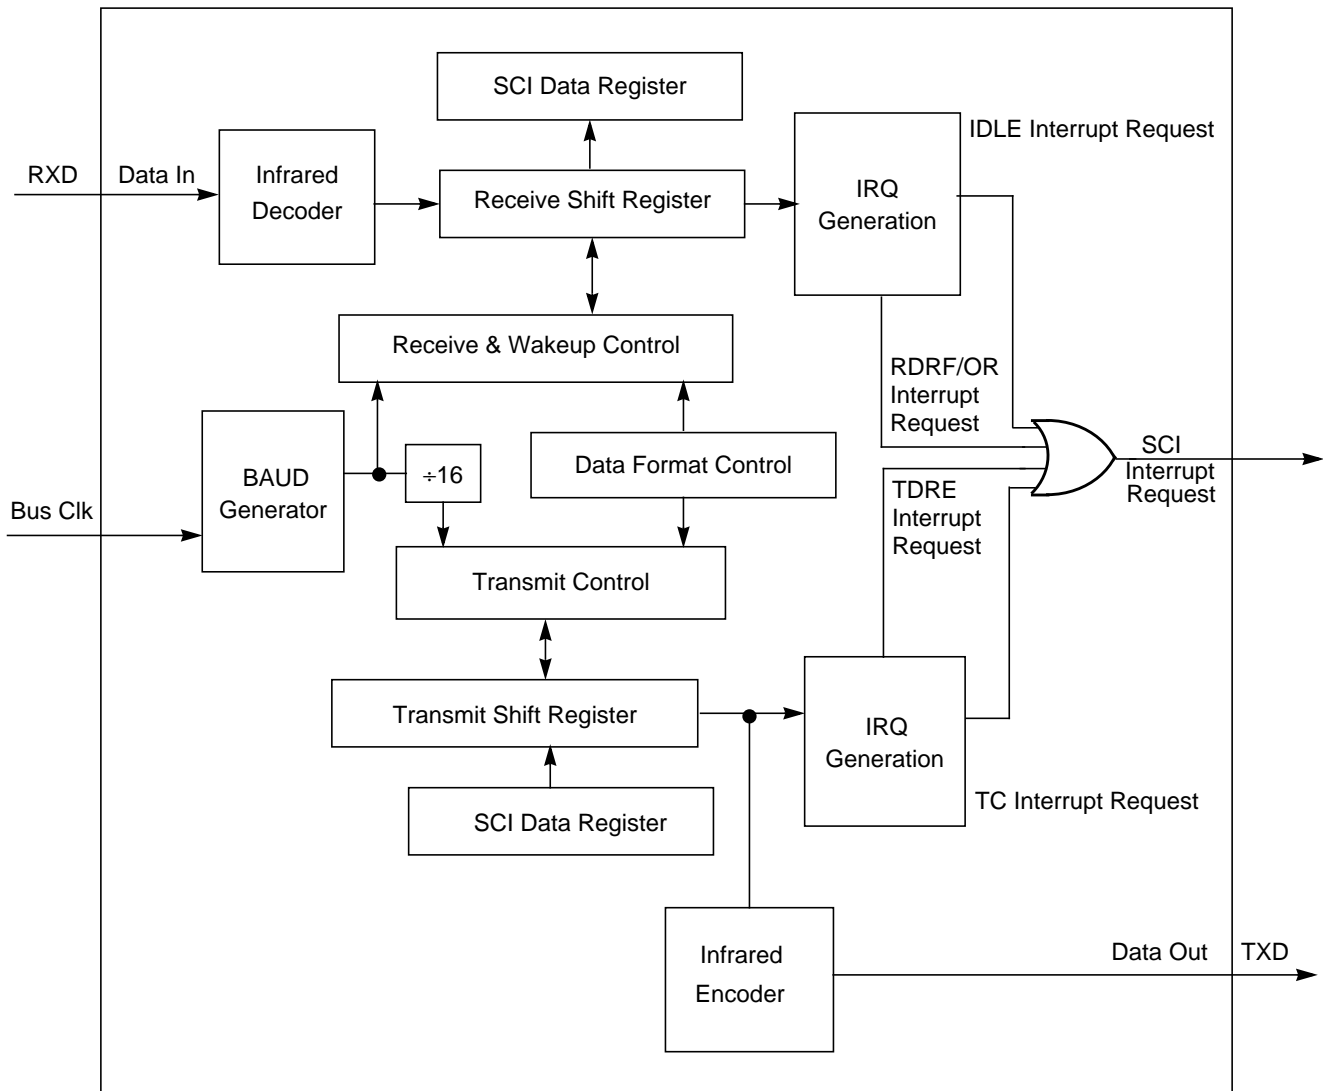 SCI Data Register
IDLE Interrupt Request
RXD
Data In
Infrared
Decoder
Receive Shift Register
IRQ
Generation
Receive & Wakeup Control
RDRF/OR
Interrupt
Request
BAUD
Generator
÷16
Data Format Control
SCI
Interrupt
Request
Bus Clk
TDRE
Interrupt
Request
Transmit Control
Transmit Shift Register
IRQ
Generation
TC Interrupt Request
SCI Data Register
Infrared
Encoder
Data Out
TXD